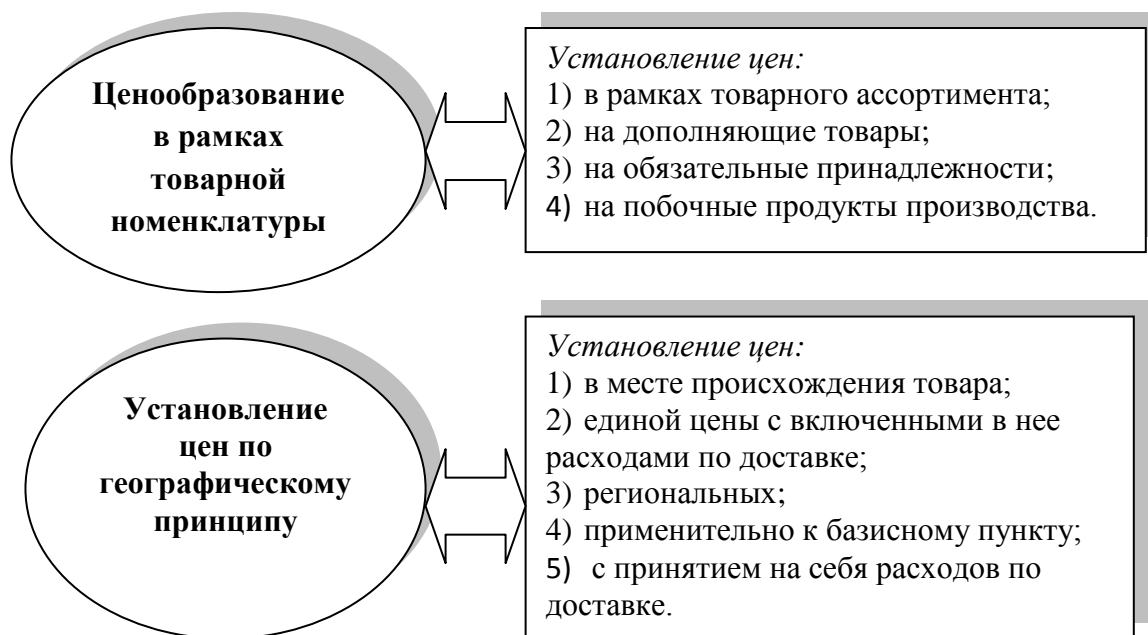 Ценообразование
в рамках
товарной
номенклатуры
Установление цен:
1) в рамках товарного ассортимента;
2) на дополняющие товары;
3) на обязательные принадлежности;
4) на побочные продукты производства.
Установление
цен по
географическому
принципу
Установление цен:
1) в месте происхождения товара;
2) единой цены с включенными в нее
расходами по доставке;
3) региональных;
4) применительно к базисному пункту;
5) с принятием на себя расходов по
доставке.